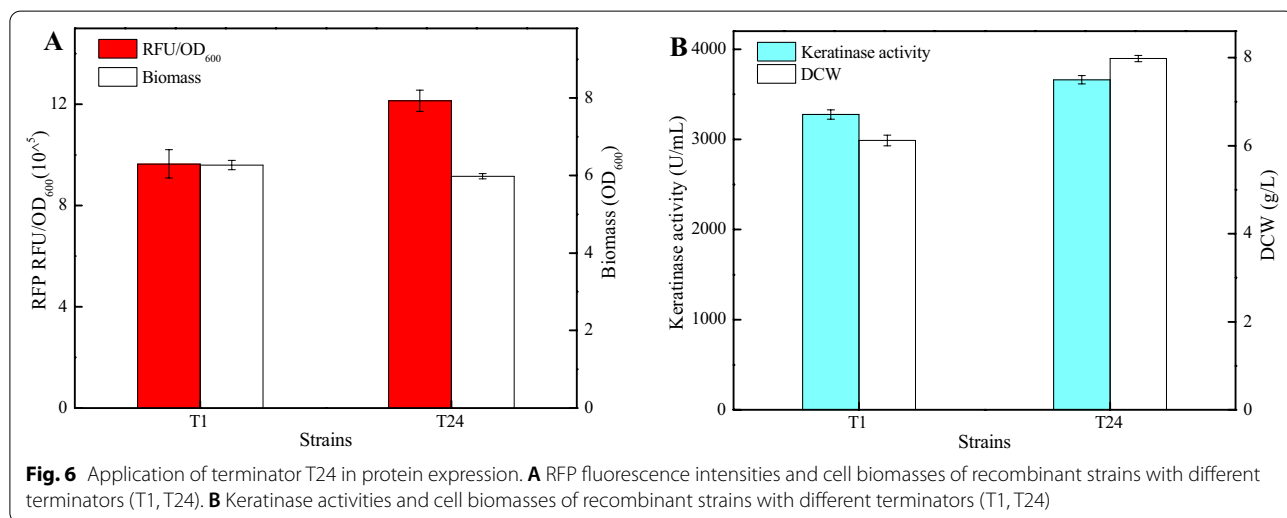 A
RFU/OD600
Biomass
12
9
6
3
0
RFP RFU/OD600(10^5)
8
6
4
2
0
Biomass (OD600)
T1 T24
Strains
B
Keratinase activity
DCW
4000
3000
2000
1000
0
Keratinase activity (U/mL)
8
6
4
2
0
DCW (g/L)
T1 T24
Strains
Fig. 6 Application of terminator T24 in protein expression. A RFP fluorescence intensities and cell biomasses of recombinant strains with different
terminators (T1, T24). B Keratinase activities and cell biomasses of recombinant strains with different terminators (T1, T24)